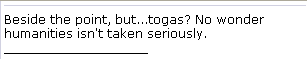 Beside the point, but...togas? No wonder
humanities isn't taken seriously.